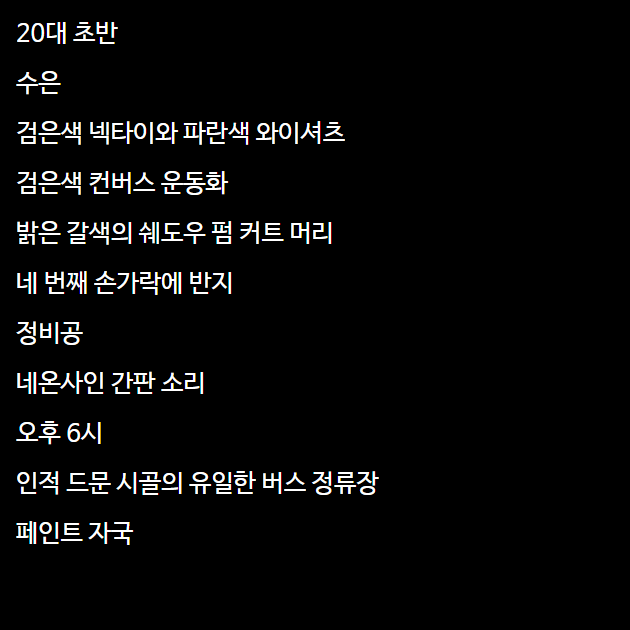 20대 초반
수은
검은색 넥타이와 파란색 와이셔츠
검은색 컨버스 운동화
밝은 갈색의 쉐도우 펌 커트 머리
네 번째 손가락에 반지
정비공
네온사인 간판 소리
오후 6시
인적 드문 시골의 유일한 버스 정류장
페인트 자국